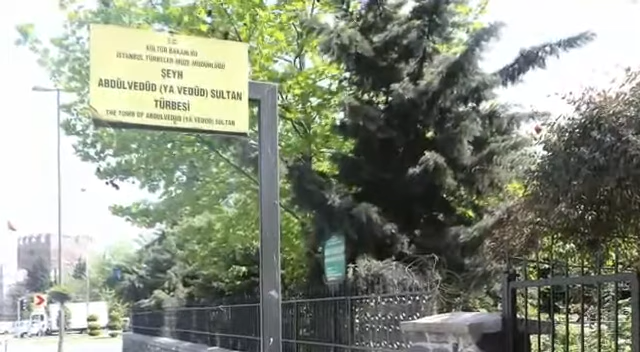 T.C.
KÜLTÜR BAKANLIĞI
İSTANBUL TÜRBELER MÜZE MÜDÜRLÜĞÜ
ŞEYH
ABDÜLVEDÜD (YA VEDÜD) SULTAN
TÜRBESİ
THE TOMB OF ABDÜLVEDÜD (YA VEDÜD) SULTAN